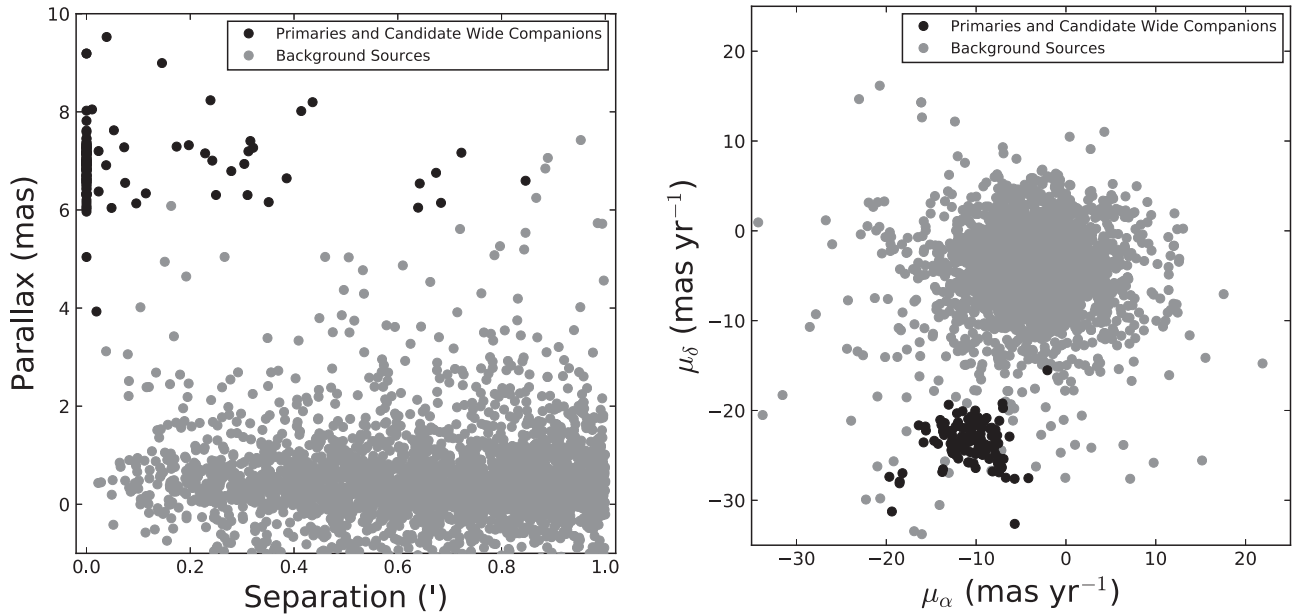 Primaries and Candidate Wide Companions
Background Sources
Parallax (mas)
10
8
6
4
2
0
0.0 0.2 0.4 0.6 0.8 1.0
Separation (')
Primaries and Candidate Wide Companions
Background Sources
μδ (mas yr⁻¹)
20
10
0
−10
−20
−30
−30 −20 −10 0 10 20
μα (mas yr⁻¹)